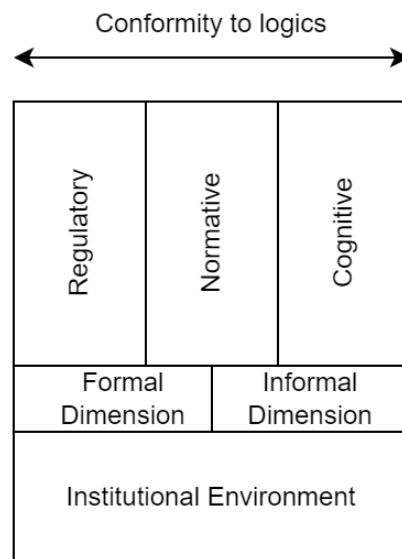 Conformity to logics
Regulatory
Normative
Cognitive
Formal
Dimension
Informal
Dimension
Institutional Environment